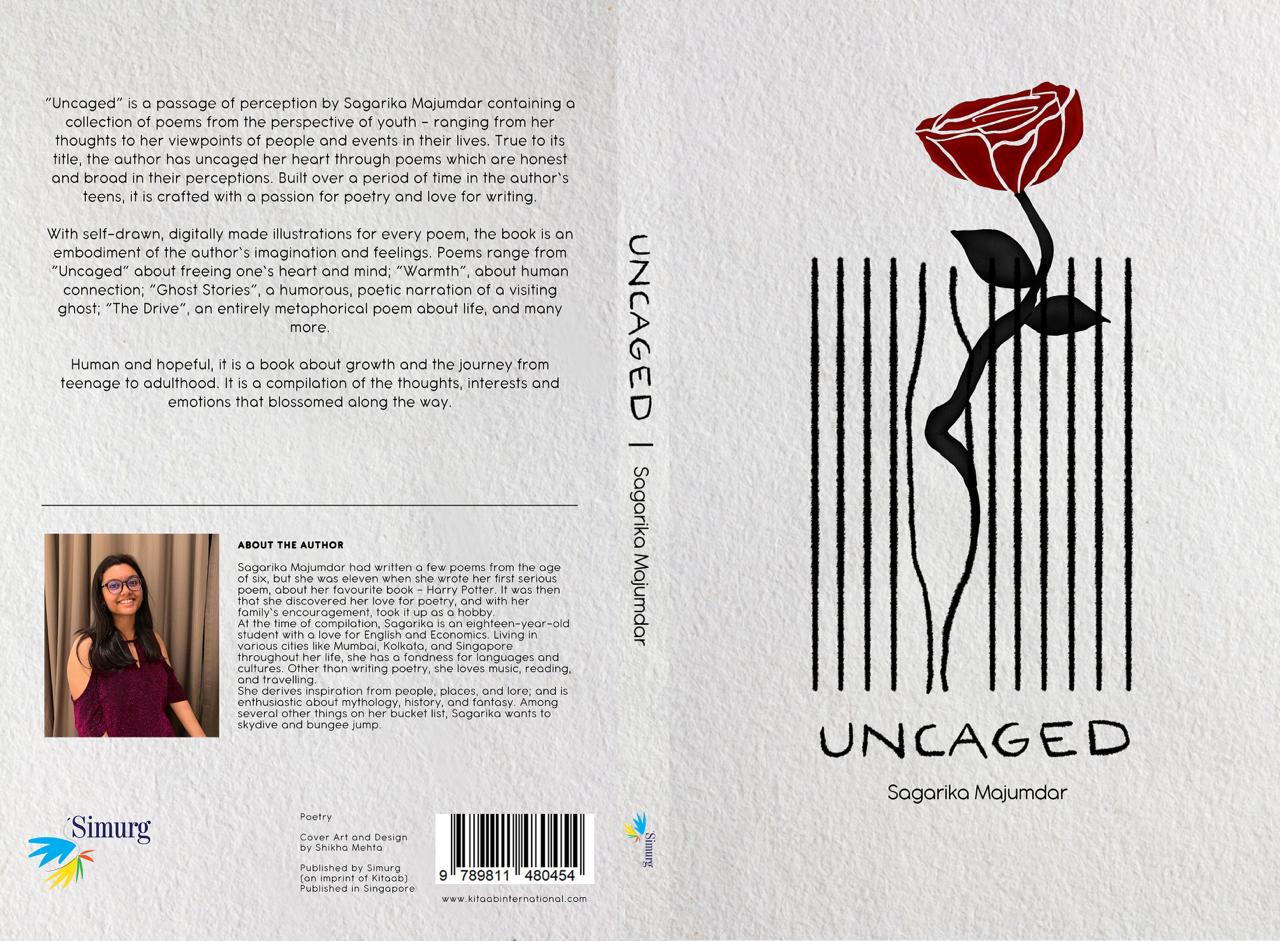 "Uncaged" is a passage of perception by Sagarika Majumdar containing a
collection of poems from the perspective of youth - ranging from her
thoughts to her viewpoints of people and events in their lives. True to its
title, the author has uncaged her heart through poems which are honest
and broad in their perceptions. Built over a period of time in the author`s
teens, it is crafted with a passion for poetry and love for writing.
With self-drawn, digitally made illustrations for every poem, the book is an
embodiment of the author`s imagination and feelings. Poems range from
"Uncaged" about freeing one`s heart and mind; "Warmth", about human
connection; "Ghost Stories", a humorous, poetic narration of a visiting
ghost; "The Drive", an entirely metaphorical poem about life, and many
more.
Human and hopeful, it is a book about growth and the journey from
teenage to adulthood. It is a compilation of the thoughts, interests and
emotions that blossomed along the way.
ABOUT THE AUTHOR
Sagarika Majumdar had written a few poems from the age
of six, but she was eleven when she wrote her first serious
poem, about her favourite book - Harry Potter. It was then
that she discovered her love for poetry, and with her
family`s encouragement, took it up as a hobby.
At the time of compilation, Sagarika is an eighteen-year-old
student with a love for English and Economics. Living in
various cities like Mumbai, Kolkata, and Singapore
throughout her life, she has a fondness for languages and
cultures. Other than writing poetry, she loves music, reading,
and travelling.
She derives inspiration from people, places, and lore; and is
enthusiastic about mythology, history, and fantasy. Among
several other things on her bucket list, Sagarika wants to
skydive and bungee jump.
Simurg
Poetry
Cover Art and Design
by Shikha Mehta
Published by Simurg
(an imprint of Kitaab)
Published in Singapore
9 789811 480454
www.kitaabinternational.com
UNCAGED | Sagarika Majumdar
Simurg
UNCAGED
Sagarika Majumdar